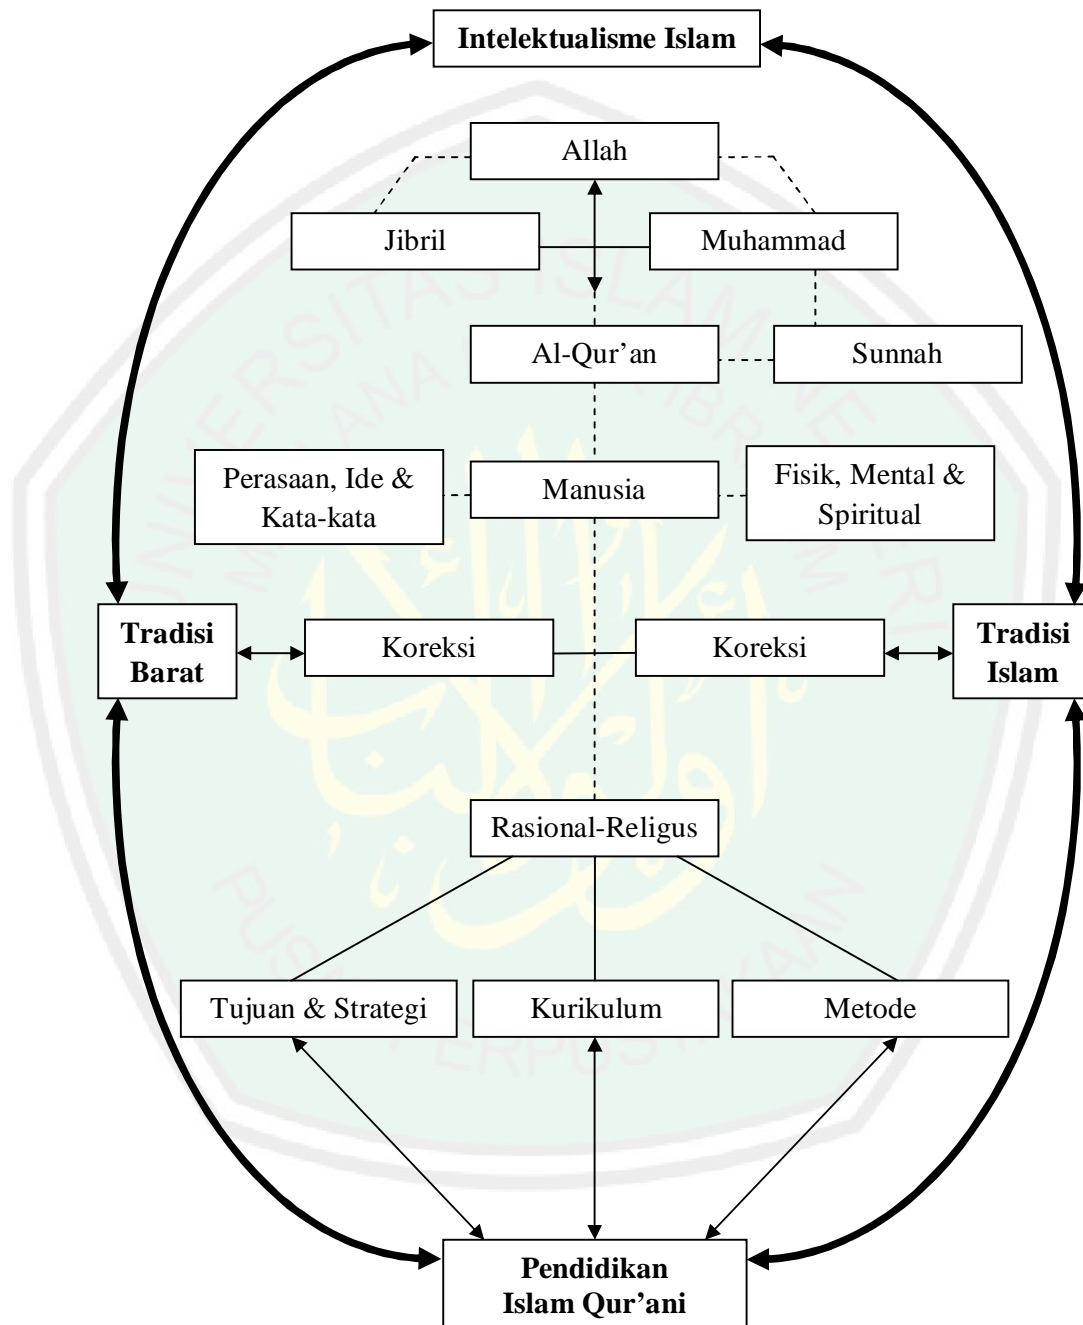 Intelektualisme Islam
Allah
Jibril
Muhammad
Al-Qur’an
Sunnah
Perasaan, Ide &
Kata-kata
Manusia
Fisik, Mental &
Spiritual
Tradisi
Barat
Koreksi
Koreksi
Tradisi
Islam
Rasional-Religus
Tujuan & Strategi
Kurikulum
Metode
Pendidikan
Islam Qur’ani